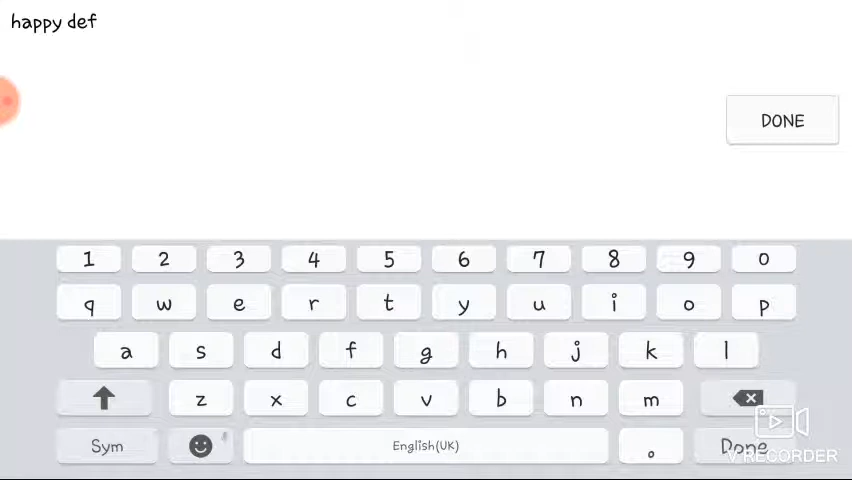 happy def
DONE
1 2 3 4 5 6 7 8 9 0
q w e r t y u i o p
a s d f g h j k l
z x c v b n m
Sym English(UK) . Done
V RECORDER